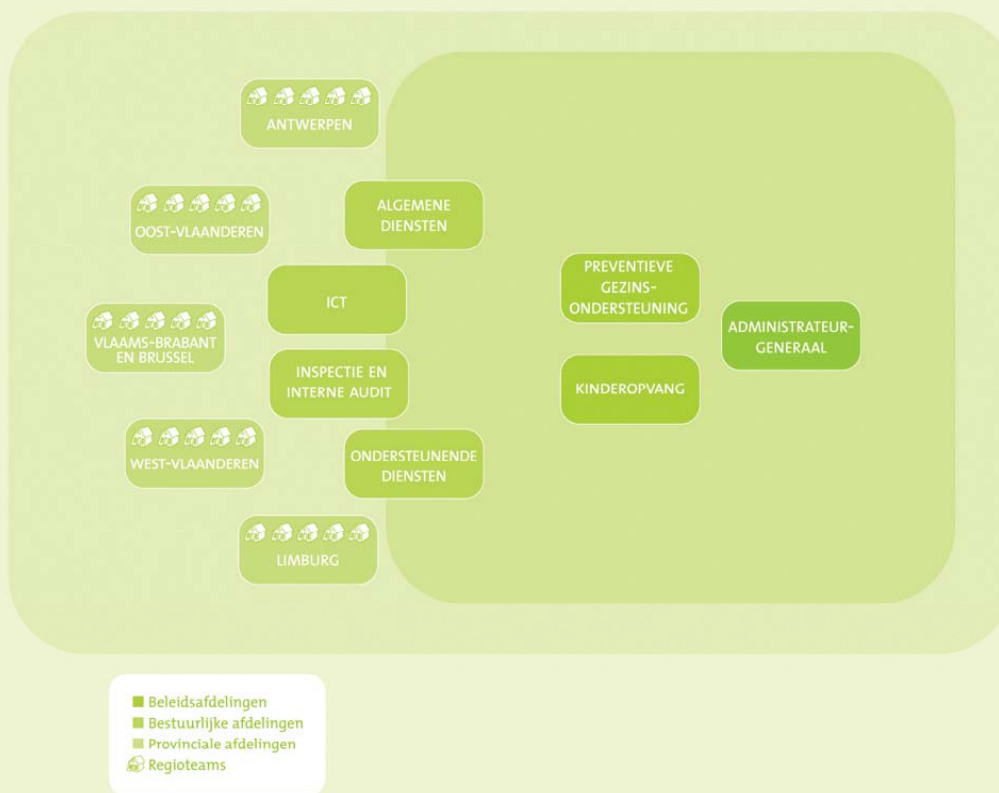 ANTWERPEN
OOST-VLAANDEREN
VLAAMS-BRABANT
EN BRUSSEL
WEST-VLAANDEREN
LIMBURG
ALGEMENE
DIENSTEN
ICT
INSPECTIE EN
INTERNE AUDIT
ONDERSTEUNENDE
DIENSTEN
PREVENTIEVE
GEZINS-
ONDERSTEUNING
KINDEROPVANG
ADMINISTRATEUR-
GENERAAL
Beleidsafdelingen
Bestuurlijke afdelingen
Provinciale afdelingen
Regioteams